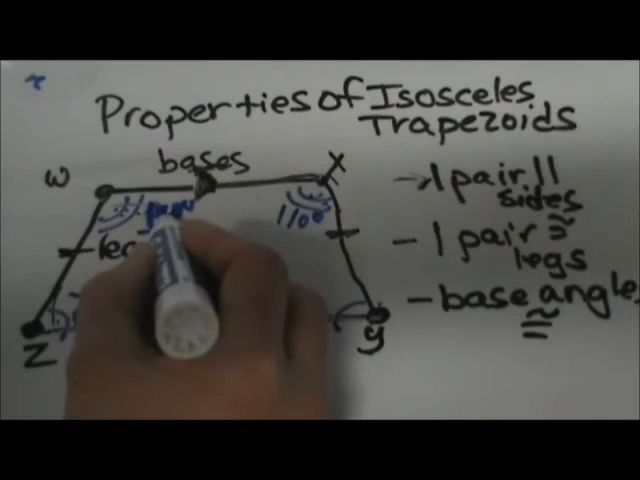 Properties of Isosceles
Trapezoids
bases
W
X
110°
Z
y
→ 1 pair ||
sides
- 1 pair ≅
legs
- base angles
≅